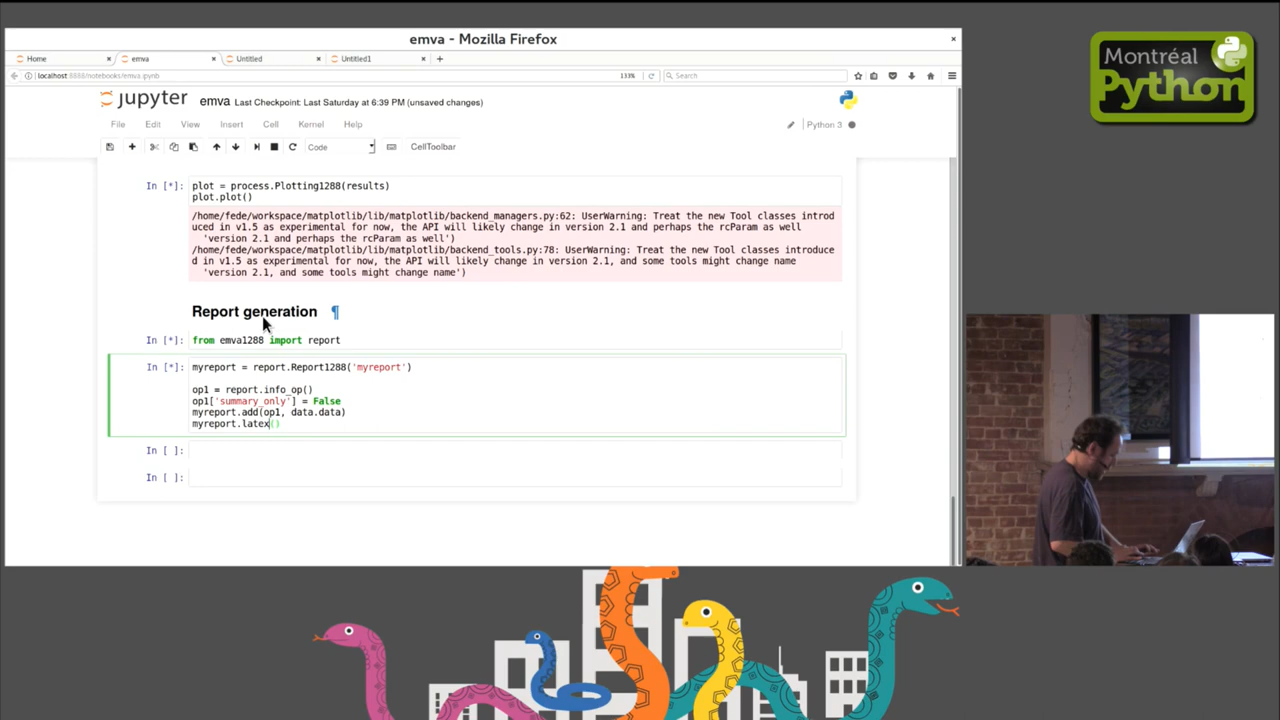 emva - Mozilla Firefox
Home
emva
Untitled
Untitled1
localhost:8888/notebooks/emva.ipynb
133%
Search
jupyter emva Last Checkpoint: Last Saturday at 6:39 PM (unsaved changes)
File Edit View Insert Cell Kernel Help
Python 3
Code
CellToolbar
In [*]: plot = process.Plotting1288(results)
plot.plot()
/home/fede/workspace/matplotlib/lib/matplotlib/backend_managers.py:62: UserWarning: Treat the new Tool classes introd
uced in v1.5 as experimental for now, the API will likely change in version 2.1 and perhaps the rcParam as well
'version 2.1 and perhaps the rcParam as well')
/home/fede/workspace/matplotlib/lib/matplotlib/backend_tools.py:78: UserWarning: Treat the new Tool classes introduce
d in v1.5 as experimental for now, the API will likely change in version 2.1, and some tools might change name
'version 2.1, and some tools might change name')
Report generation ¶
In [*]: from emva1288 import report
In [*]: myreport = report.Report1288('myreport')
op1 = report.info_op()
op1['summary_only'] = False
myreport.add(op1, data.data)
myreport.latex()
In [ ]:
In [ ]:
Montréal
Python